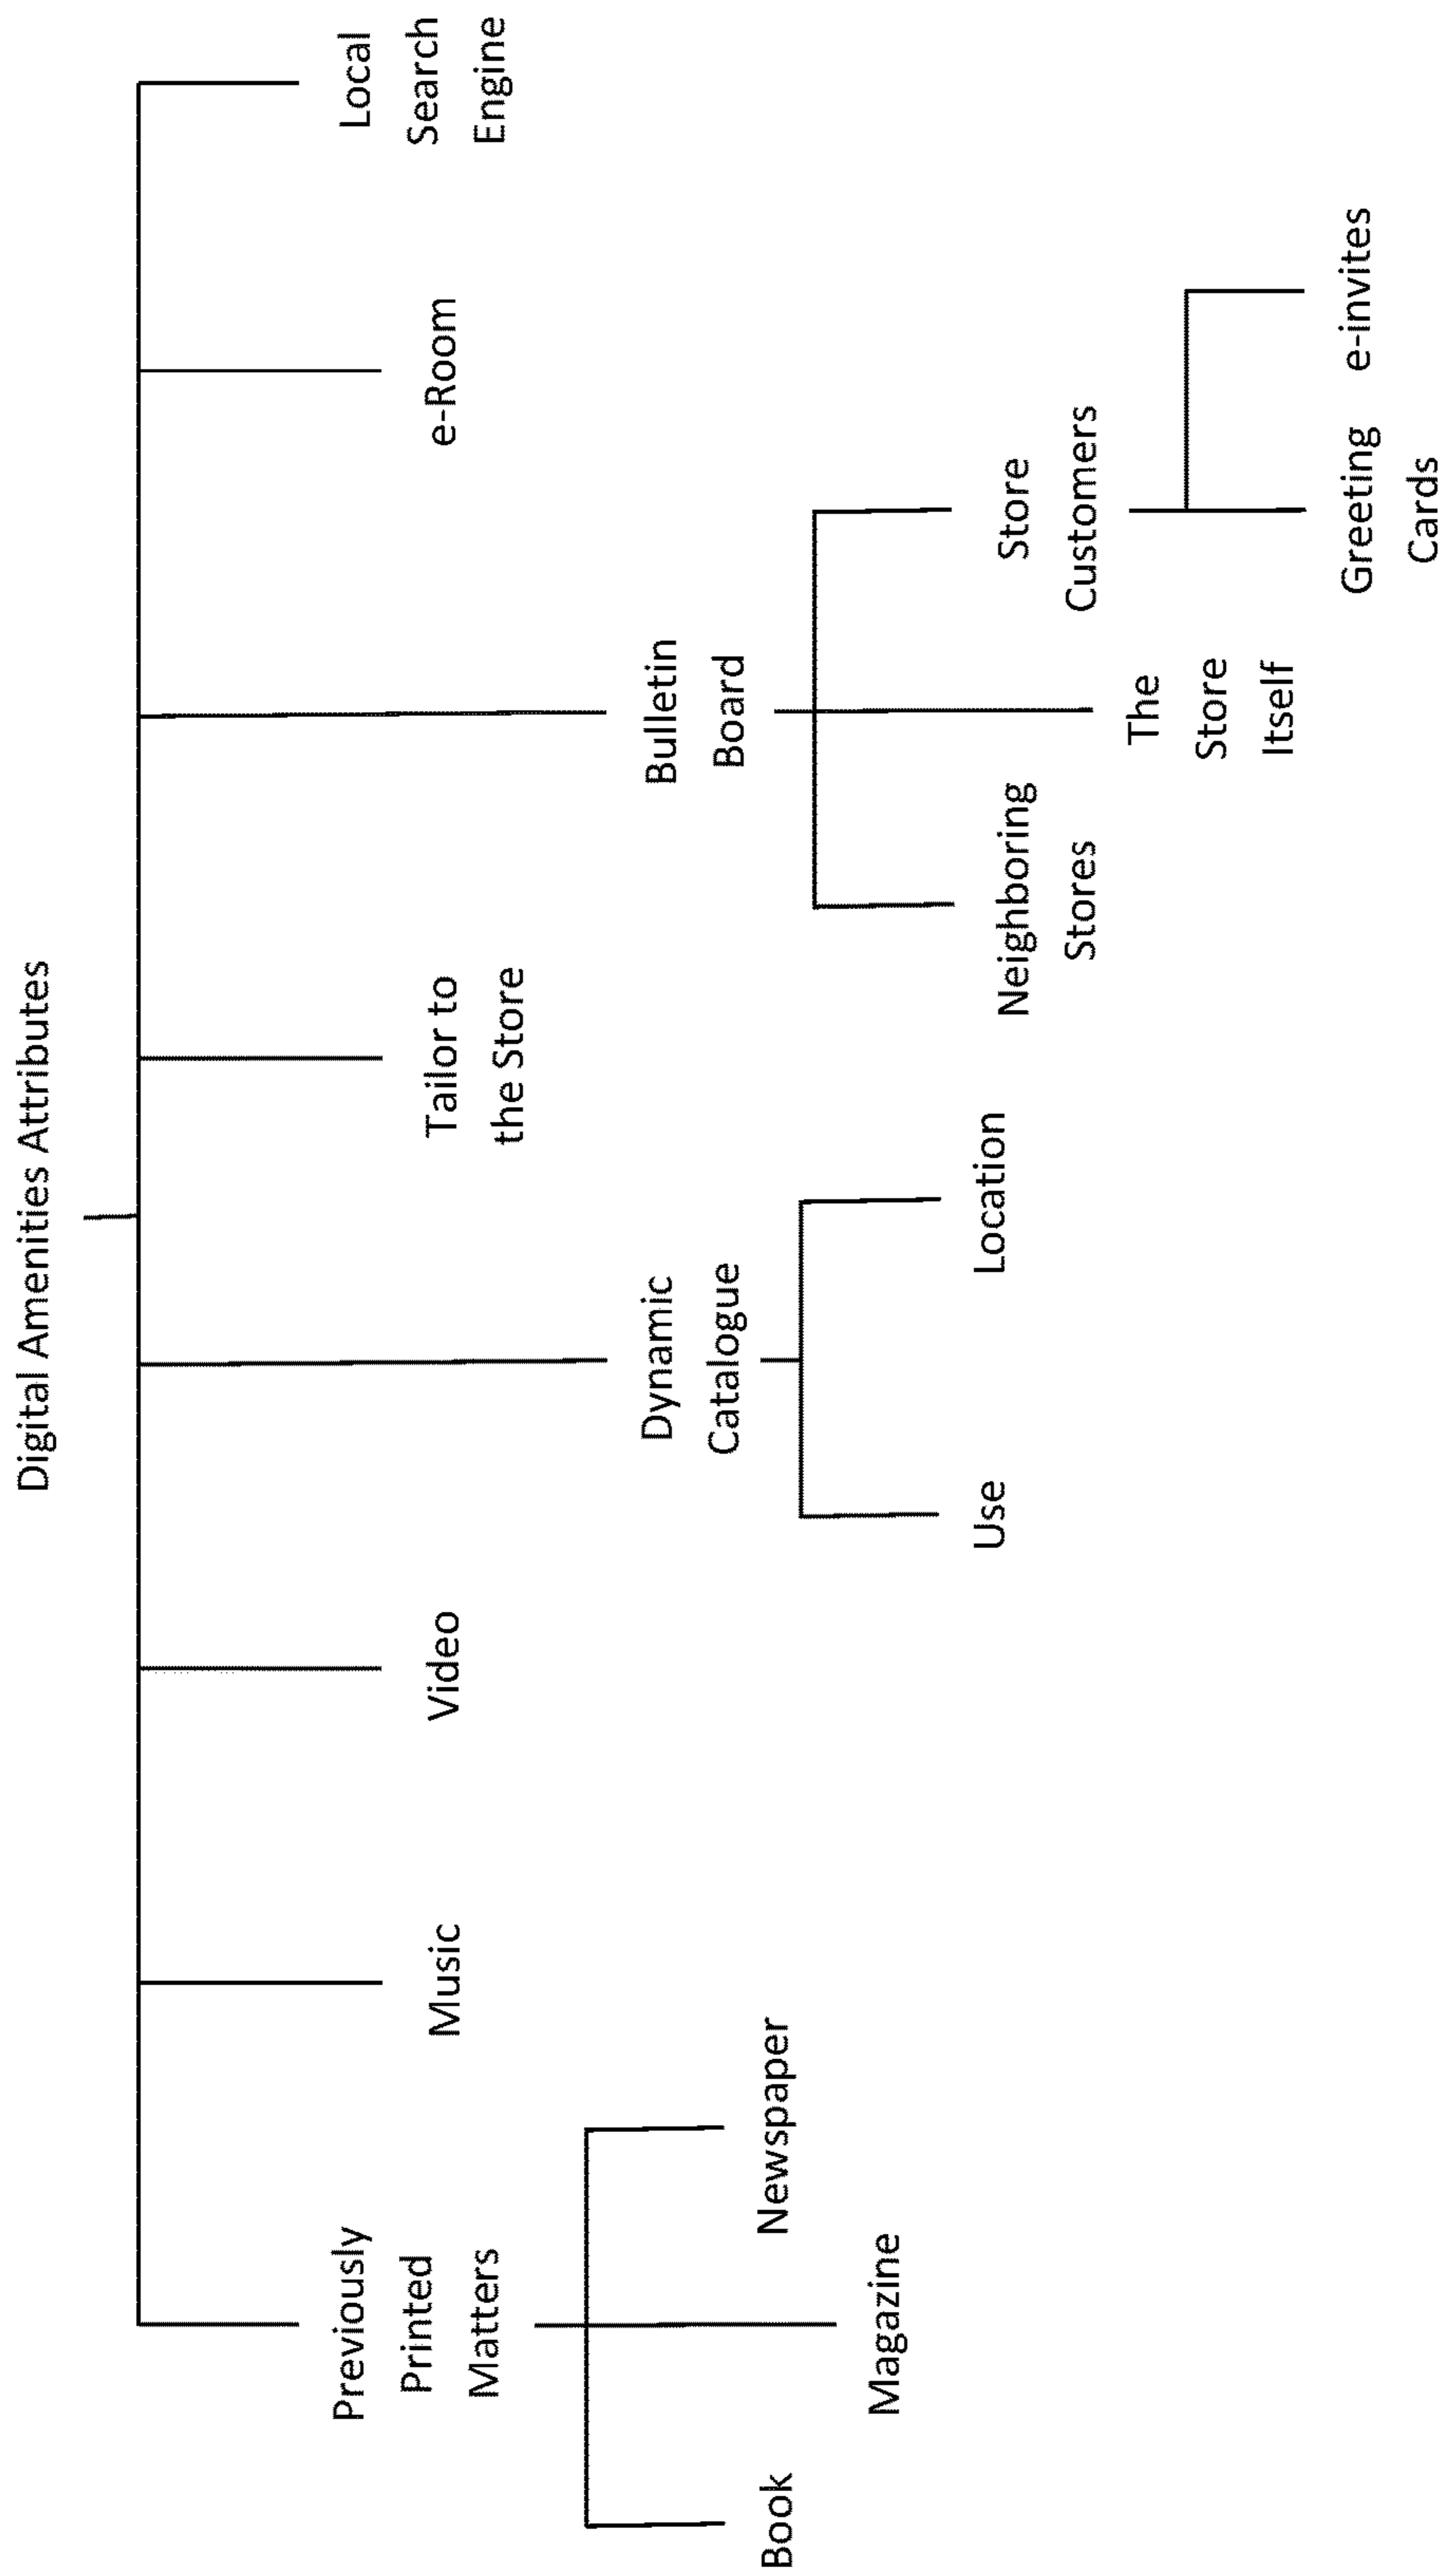 Digital Amenities Attributes
Previously
Printed
Matters
Book
Magazine
Newspaper
Music
Video
Dynamic
Catalogue
Use
Location
Tailor to
the Store
Bulletin
Board
Neighboring
Stores
The
Store
Itself
Store
Customers
Greeting
Cards
e-invites
e-Room
Local
Search
Engine